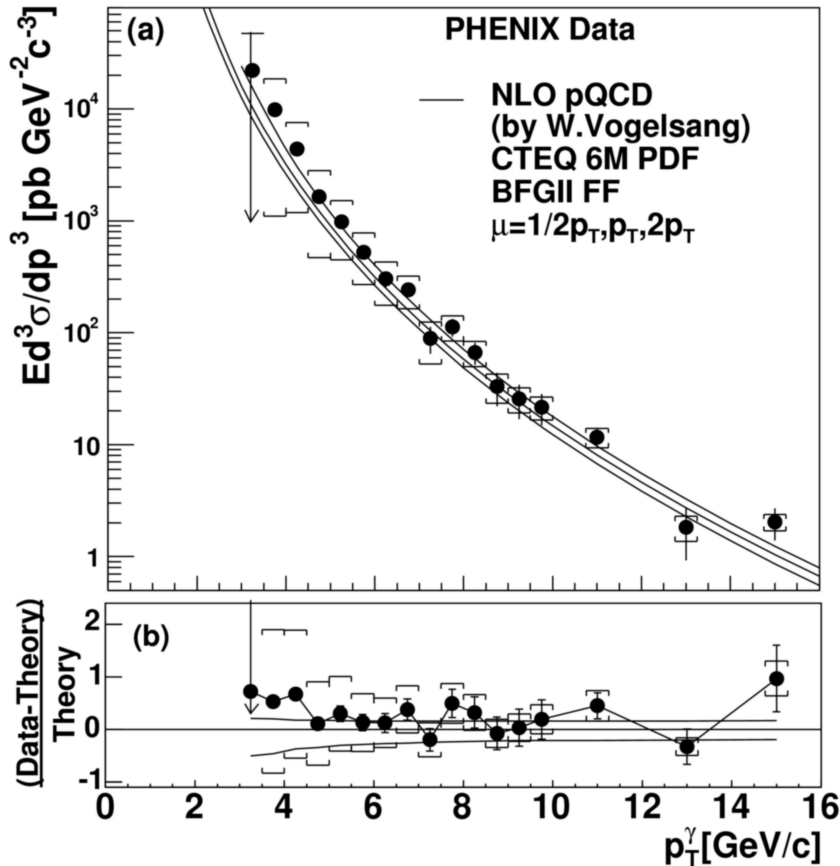 (a)
PHENIX Data
NLO pQCD
(by W.Vogelsang)
CTEQ 6M PDF
BFGII FF
μ=1/2p_T,p_T,2p_T
Ed³σ/dp³ [pb GeV⁻²c⁻³]
10⁴
10³
10²
10
1
(b)
(Data-Theory)
Theory
2
1
0
-1
0 2 4 6 8 10 12 14 16
p_T^γ[GeV/c]